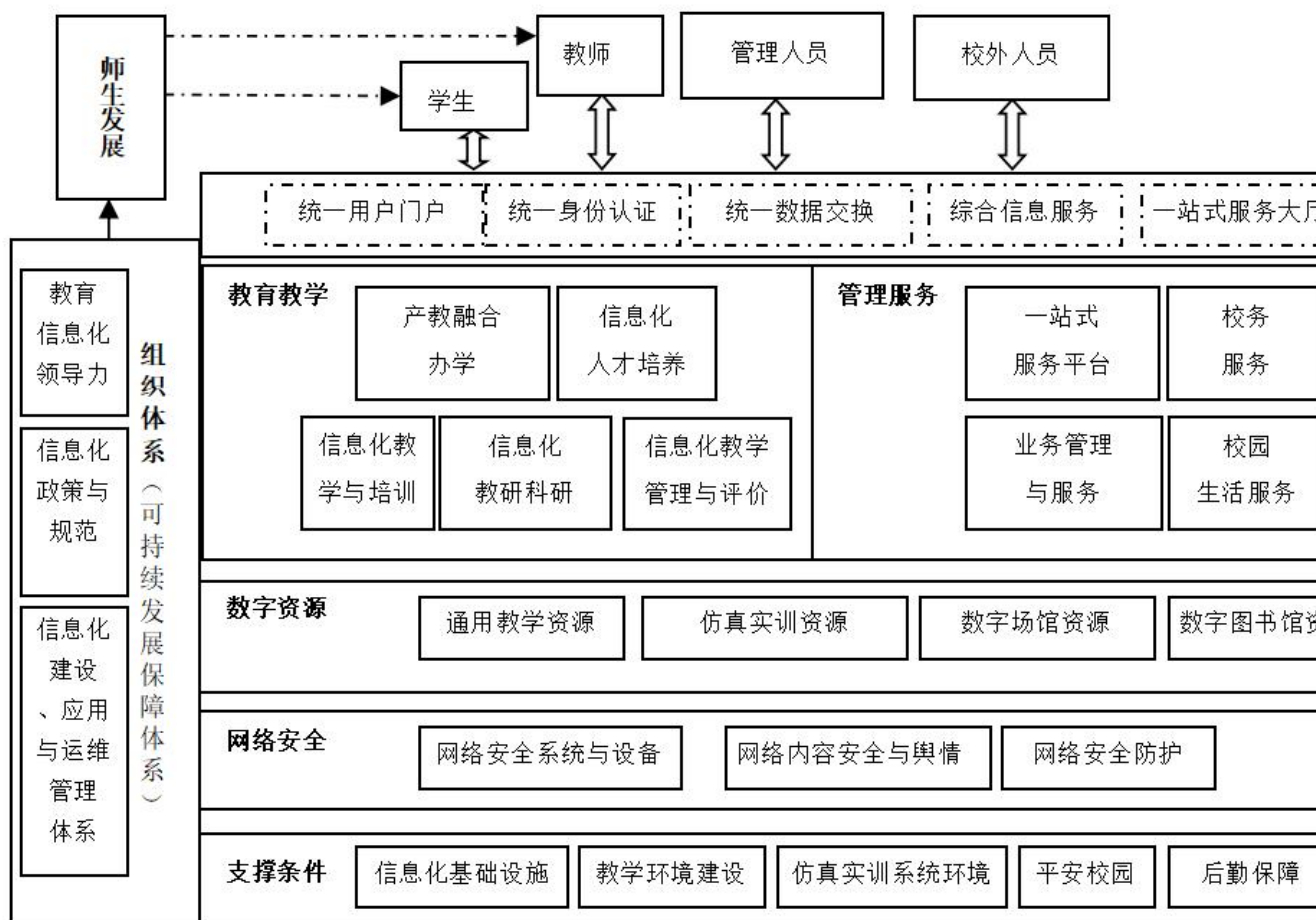 师生发展
教师
管理人员
校外人员
学生
统一用户门户
统一身份认证
统一数据交换
综合信息服务
一站式服务大厅
教育
信息化
领导力
信息化
政策与
规范
信息化
建设
、应用
与运维
管理
体系
组织体系（可持续发展保障体系）
教育教学
产教融合
办学
信息化
人才培养
信息化教
学与培训
信息化
教研科研
信息化教学
管理与评价
管理服务
一站式
服务平台
校务
服务
业务管理
与服务
校园
生活服务
数字资源
通用教学资源
仿真实训资源
数字场馆资源
数字图书馆资
网络安全
网络安全系统与设备
网络内容安全与舆情
网络安全防护
支撑条件
信息化基础设施
教学环境建设
仿真实训系统环境
平安校园
后勤保障